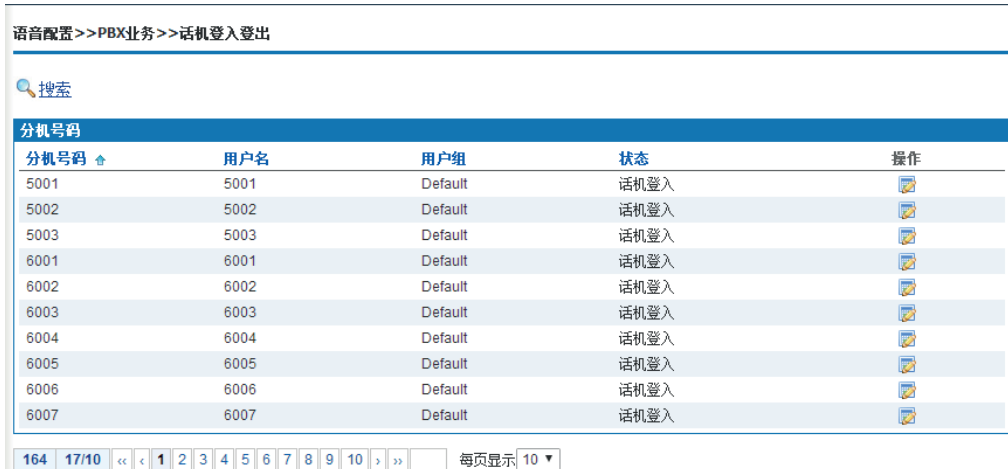 语音配置>>PBX业务>>话机登入登出
搜索
分机号码
分机号码 用户名 用户组 状态 操作
5001 5001 Default 话机登入
5002 5002 Default 话机登入
5003 5003 Default 话机登入
6001 6001 Default 话机登入
6002 6002 Default 话机登入
6003 6003 Default 话机登入
6004 6004 Default 话机登入
6005 6005 Default 话机登入
6006 6006 Default 话机登入
6007 6007 Default 话机登入
164 17/10 « ‹ 1 2 3 4 5 6 7 8 9 10 › » 每页显示 10